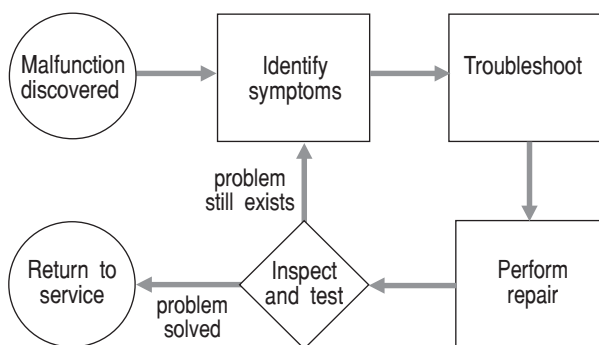 Malfunction
discovered
Identify
symptoms
Troubleshoot
problem
still exists
Return to
service
problem
solved
Inspect
and test
Perform
repair